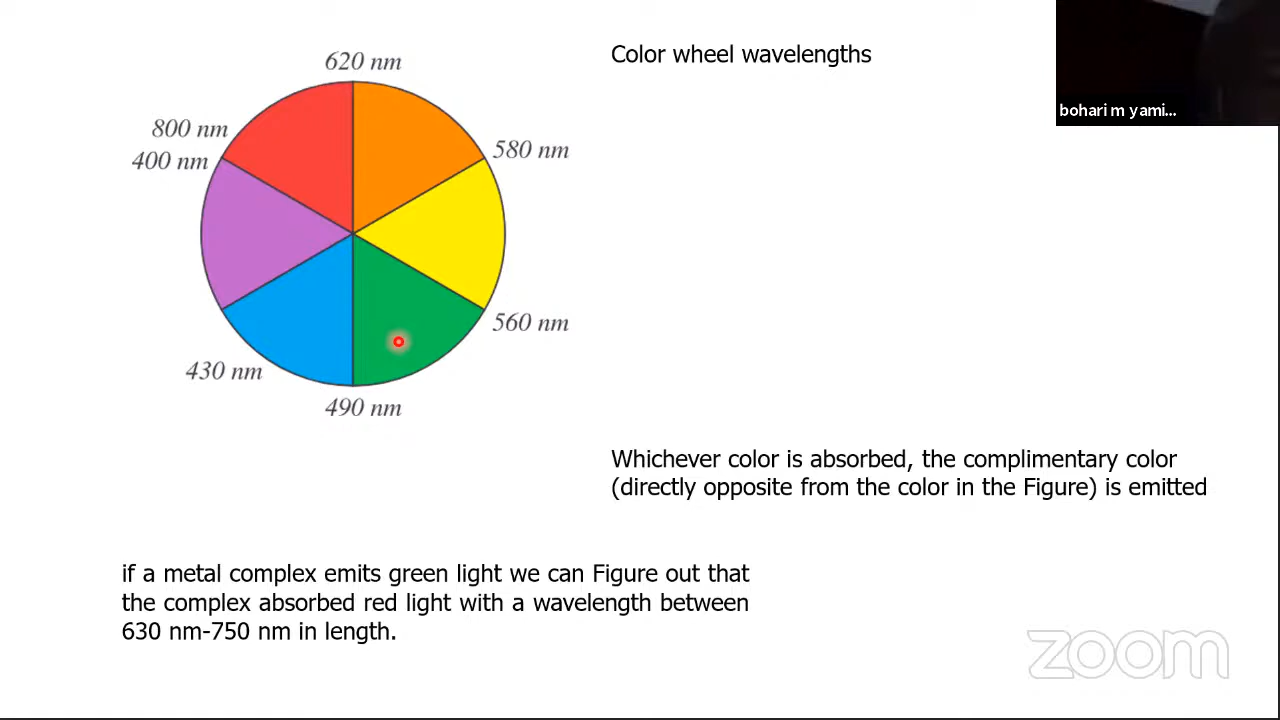 620 nm
Color wheel wavelengths
bohari m yami...
800 nm
400 nm
580 nm
560 nm
430 nm
490 nm
Whichever color is absorbed, the complimentary color
(directly opposite from the color in the Figure) is emitted
if a metal complex emits green light we can Figure out that
the complex absorbed red light with a wavelength between
630 nm-750 nm in length.
zoom